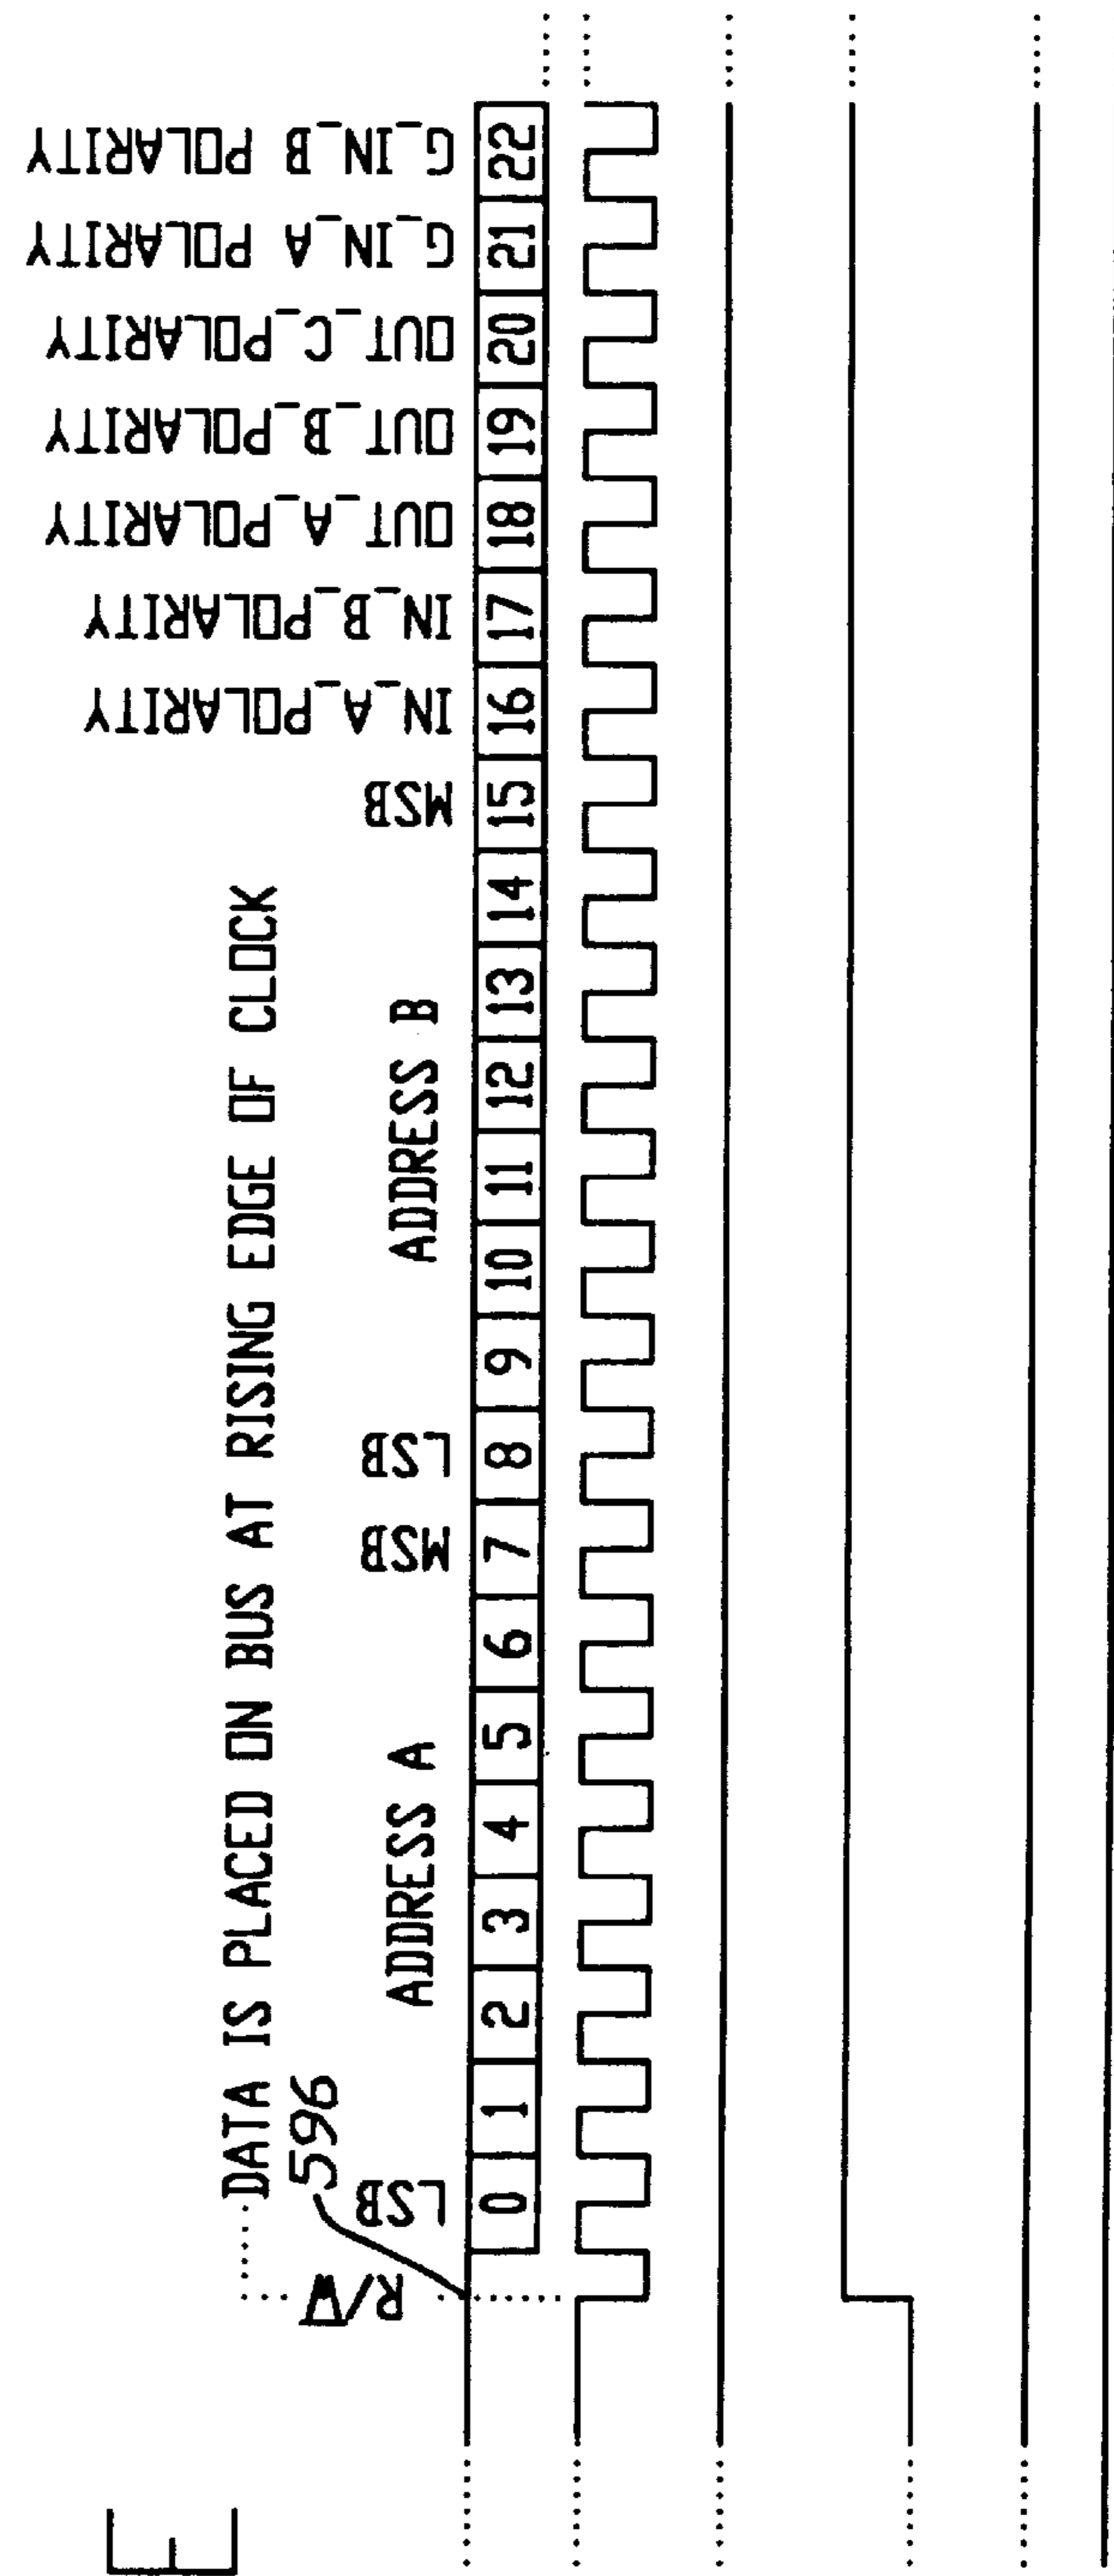 E
DATA IS PLACED ON BUS AT RISING EDGE OF CLOCK
596
R/W̅
LSB
ADDRESS A
MSB
LSB
ADDRESS B
MSB
IN_A_POLARITY
IN_B_POLARITY
OUT_A_POLARITY
OUT_B_POLARITY
OUT_C_POLARITY
G_IN_A POLARITY
G_IN_B POLARITY
0 1 2 3 4 5 6 7 8 9 10 11 12 13 14 15 16 17 18 19 20 21 22